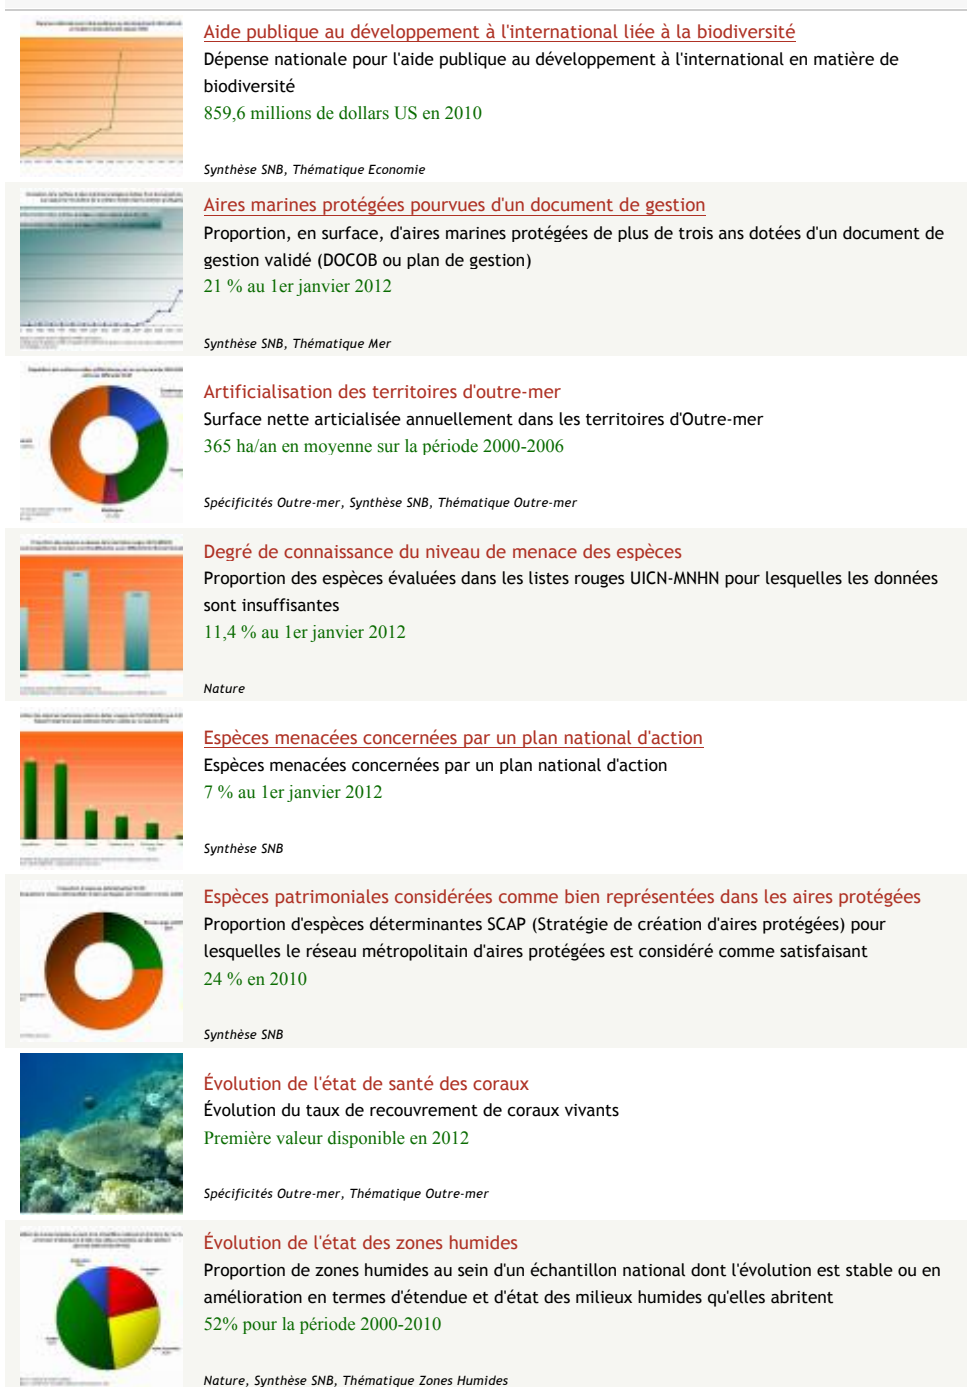 Aide publique au développement à l'international liée à la biodiversité
Dépense nationale pour l'aide publique au développement à l'international en matière de
biodiversité
859,6 millions de dollars US en 2010
Synthèse SNB, Thématique Economie
Aires marines protégées pourvues d'un document de gestion
Proportion, en surface, d'aires marines protégées de plus de trois ans dotées d'un document de
gestion validé (DOCOB ou plan de gestion)
21 % au 1er janvier 2012
Synthèse SNB, Thématique Mer
Artificialisation des territoires d'outre-mer
Surface nette articialisée annuellement dans les territoires d'Outre-mer
365 ha/an en moyenne sur la période 2000-2006
Spécificités Outre-mer, Synthèse SNB, Thématique Outre-mer
Degré de connaissance du niveau de menace des espèces
Proportion des espèces évaluées dans les listes rouges UICN-MNHN pour lesquelles les données
sont insuffisantes
11,4 % au 1er janvier 2012
Nature
Espèces menacées concernées par un plan national d'action
Espèces menacées concernées par un plan national d'action
7 % au 1er janvier 2012
Synthèse SNB
Espèces patrimoniales considérées comme bien représentées dans les aires protégées
Proportion d'espèces déterminantes SCAP (Stratégie de création d'aires protégées) pour
lesquelles le réseau métropolitain d'aires protégées est considéré comme satisfaisant
24 % en 2010
Synthèse SNB
Évolution de l'état de santé des coraux
Évolution du taux de recouvrement de coraux vivants
Première valeur disponible en 2012
Spécificités Outre-mer, Thématique Outre-mer
Évolution de l'état des zones humides
Proportion de zones humides au sein d'un échantillon national dont l'évolution est stable ou en
amélioration en termes d'étendue et d'état des milieux humides qu'elles abritent
52% pour la période 2000-2010
Nature, Synthèse SNB, Thématique Zones Humides